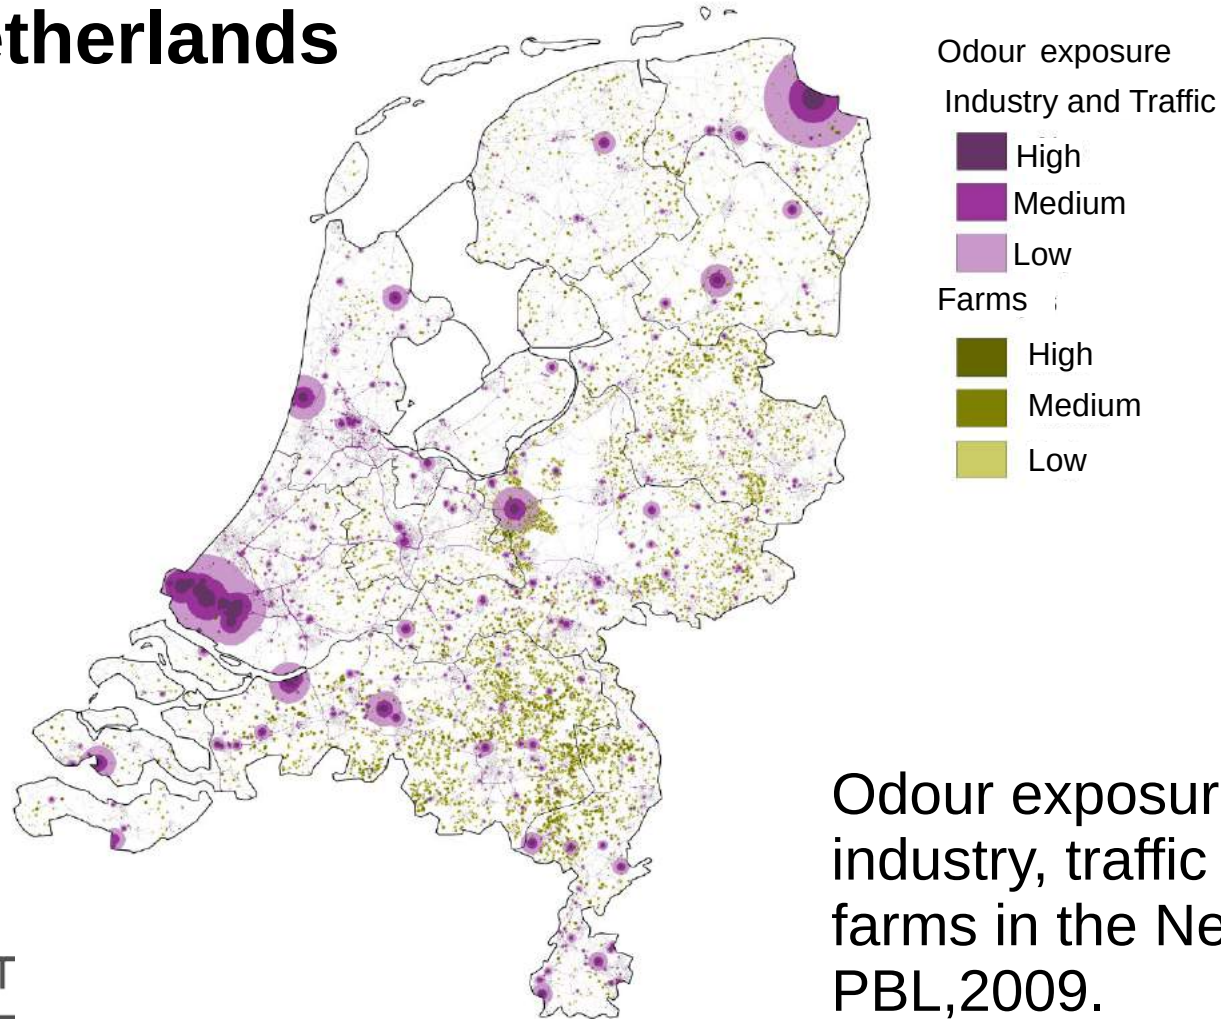 etherlands
Odour exposure
Industry and Traffic
High
Medium
Low
Farms
High
Medium
Low
Odour exposur
industry, traffic
farms in the Ne
PBL,2009.
T